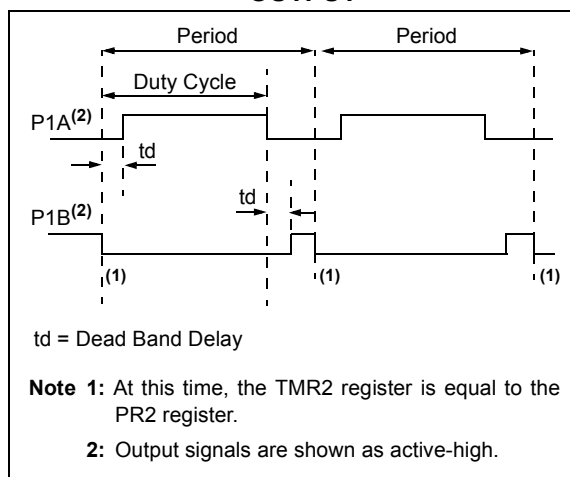 Period Period
Duty Cycle
P1A(2)
td
td
P1B(2)
(1) (1) (1)
td = Dead Band Delay
Note 1: At this time, the TMR2 register is equal to the
PR2 register.
2: Output signals are shown as active-high.